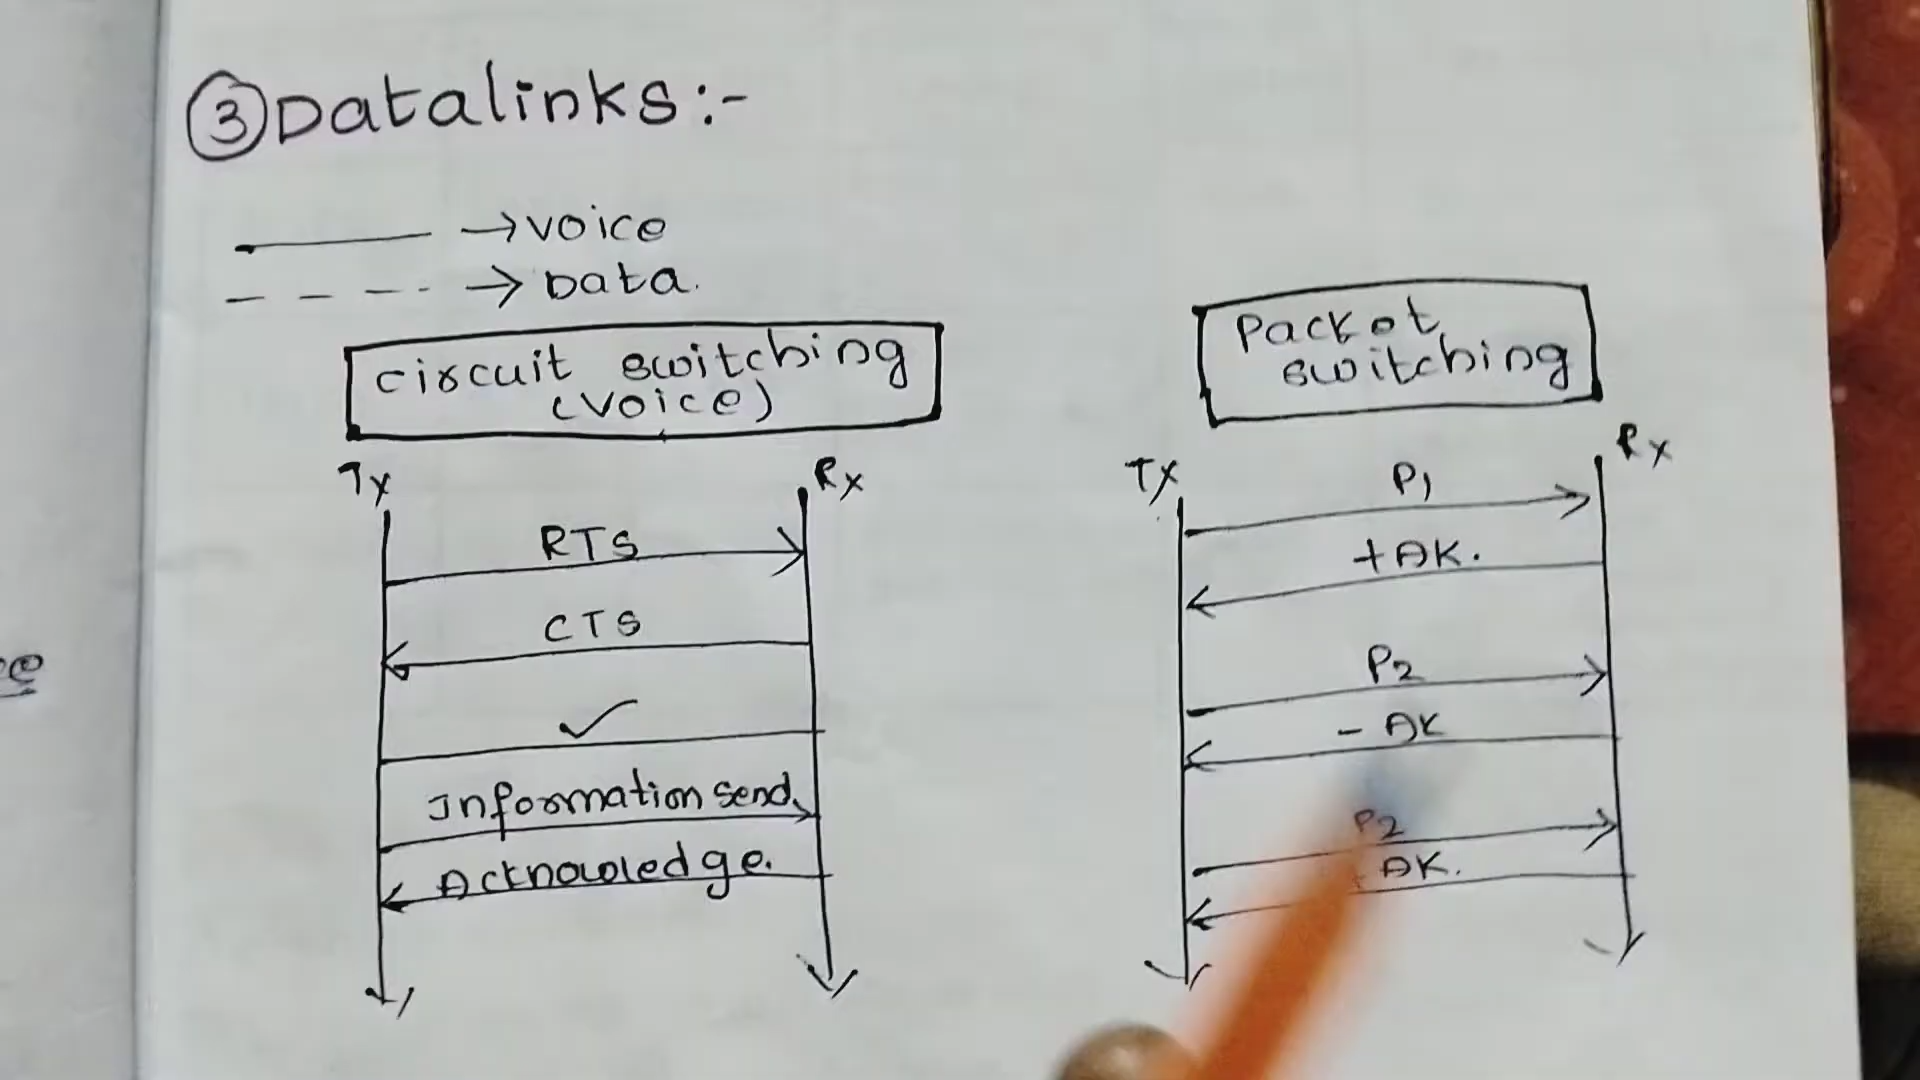 ③ Datalinks:-
→ voice
→ Data.
circuit switching
(voice)
Tx
Rx
RTS
CTS
✓
Information send
Acknowledge.
Packet
switching
Tx
Rx
P1
+AK.
P2
- AK
P2
AK.